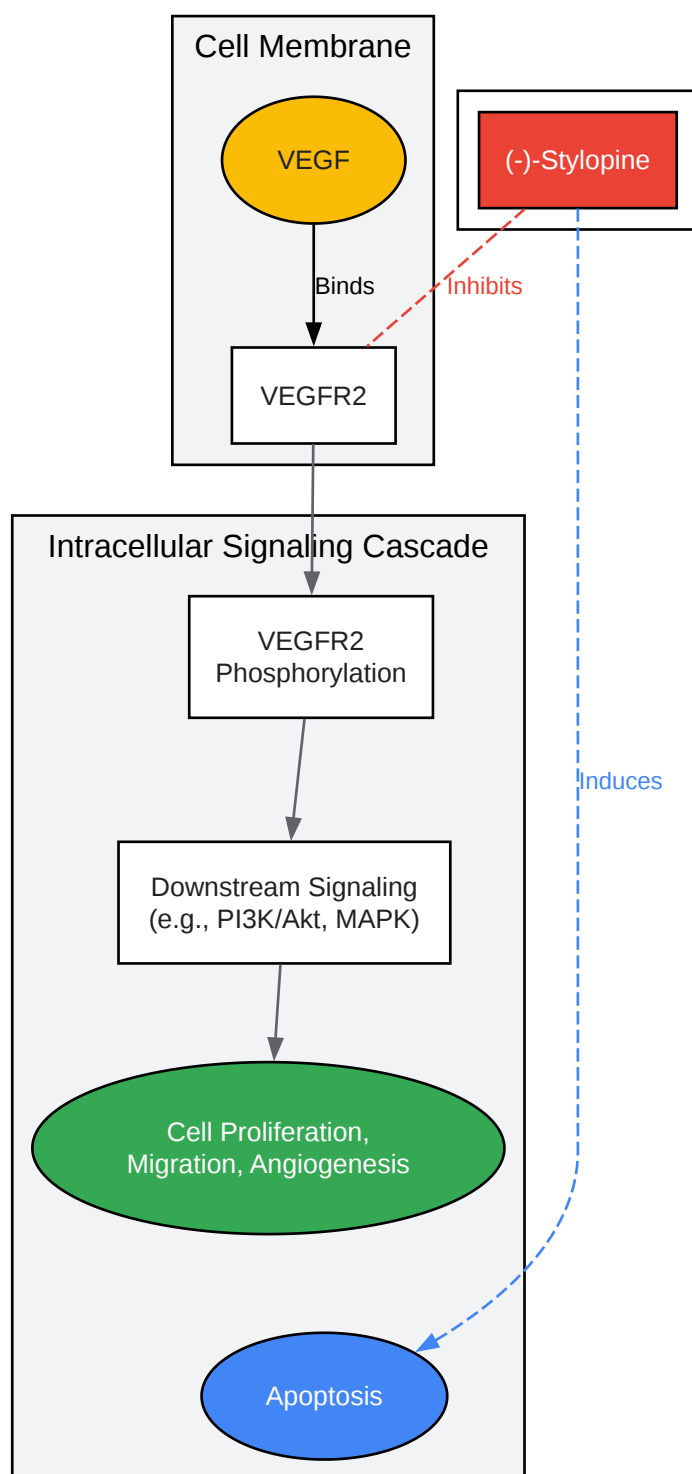 Cell Membrane
VEGF
(-)-Stylopine
Binds
Inhibits
VEGFR2
Intracellular Signaling Cascade
VEGFR2
Phosphorylation
Induces
Downstream Signaling
(e.g., PI3K/Akt, MAPK)
Cell Proliferation,
Migration, Angiogenesis
Apoptosis